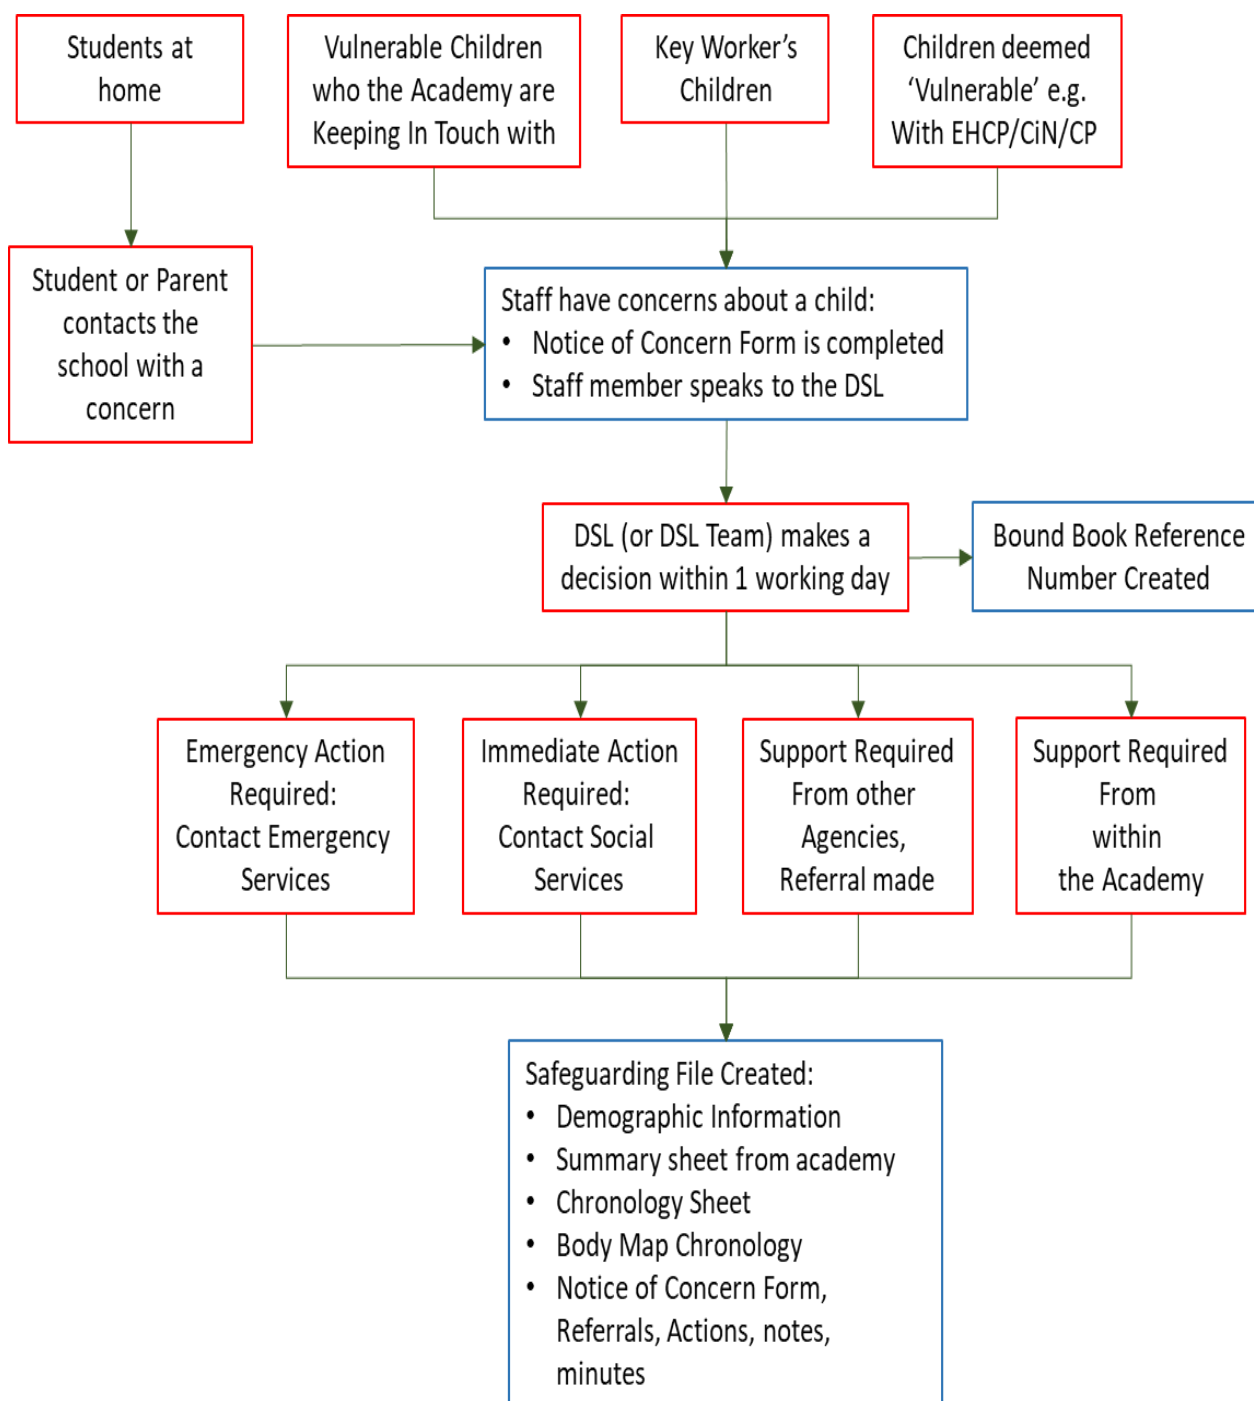 Students at
home
Vulnerable Children
who the Academy are
Keeping In Touch with
Key Worker’s
Children
Children deemed
‘Vulnerable’ e.g.
With EHCP/CiN/CP
Student or Parent
contacts the
school with a
concern
Staff have concerns about a child:
• Notice of Concern Form is completed
• Staff member speaks to the DSL
DSL (or DSL Team) makes a
decision within 1 working day
Bound Book Reference
Number Created
Emergency Action
Required:
Contact Emergency
Services
Immediate Action
Required:
Contact Social
Services
Support Required
From other
Agencies,
Referral made
Support Required
From
within
the Academy
Safeguarding File Created:
• Demographic Information
• Summary sheet from academy
• Chronology Sheet
• Body Map Chronology
• Notice of Concern Form,
Referrals, Actions, notes,
minutes